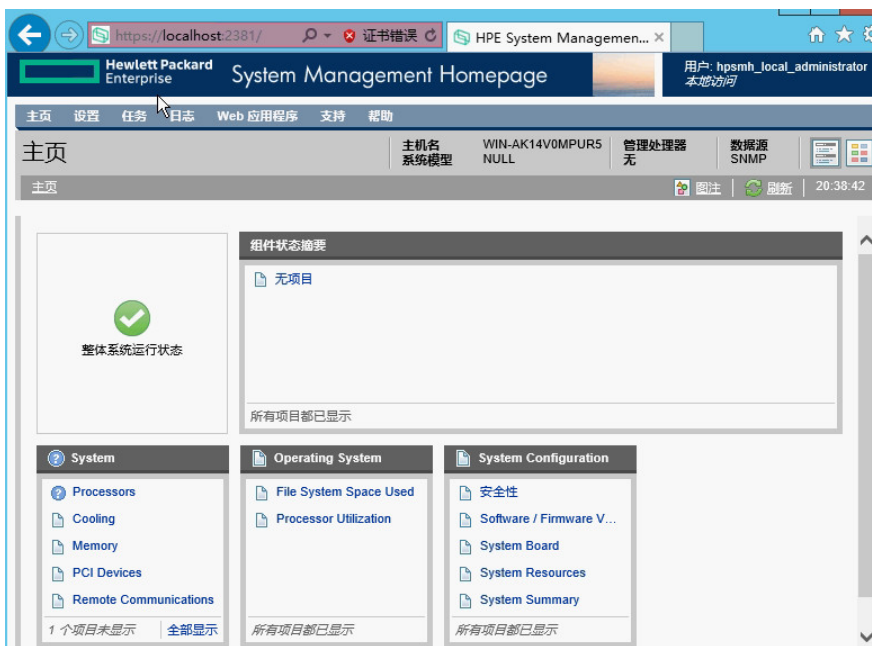 https://localhost:2381/ 证书错误 HPE System Managemen...
Hewlett Packard
Enterprise
System Management Homepage
用户: hpsmh_local_administrator
本地访问
主页 设置 任务 日志 Web 应用程序 支持 帮助
主页
主机名 WIN-AK14V0MPUR5 管理处理器 数据源
系统模型 NULL 无 SNMP
主页 图注 刷新 20:38:42
组件状态摘要
无项目
整体系统运行状态
所有项目都已显示
System
Processors
Cooling
Memory
PCI Devices
Remote Communications
1 个项目未显示 全部显示
Operating System
File System Space Used
Processor Utilization
所有项目都已显示
System Configuration
安全性
Software / Firmware V...
System Board
System Resources
System Summary
所有项目都已显示